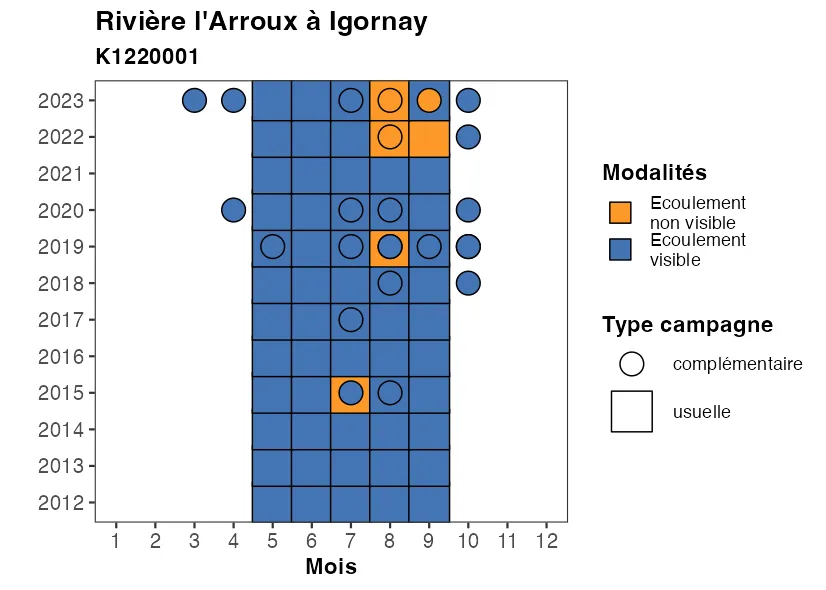 Rivière l'Arroux à Igornay
K1220001
2023
2022
2021
2020
2019
2018
2017
2016
2015
2014
2013
2012
1 2 3 4 5 6 7 8 9 10 11 12
Mois
Modalités
Ecoulement
non visible
Ecoulement
visible
Type campagne
complémentaire
usuelle